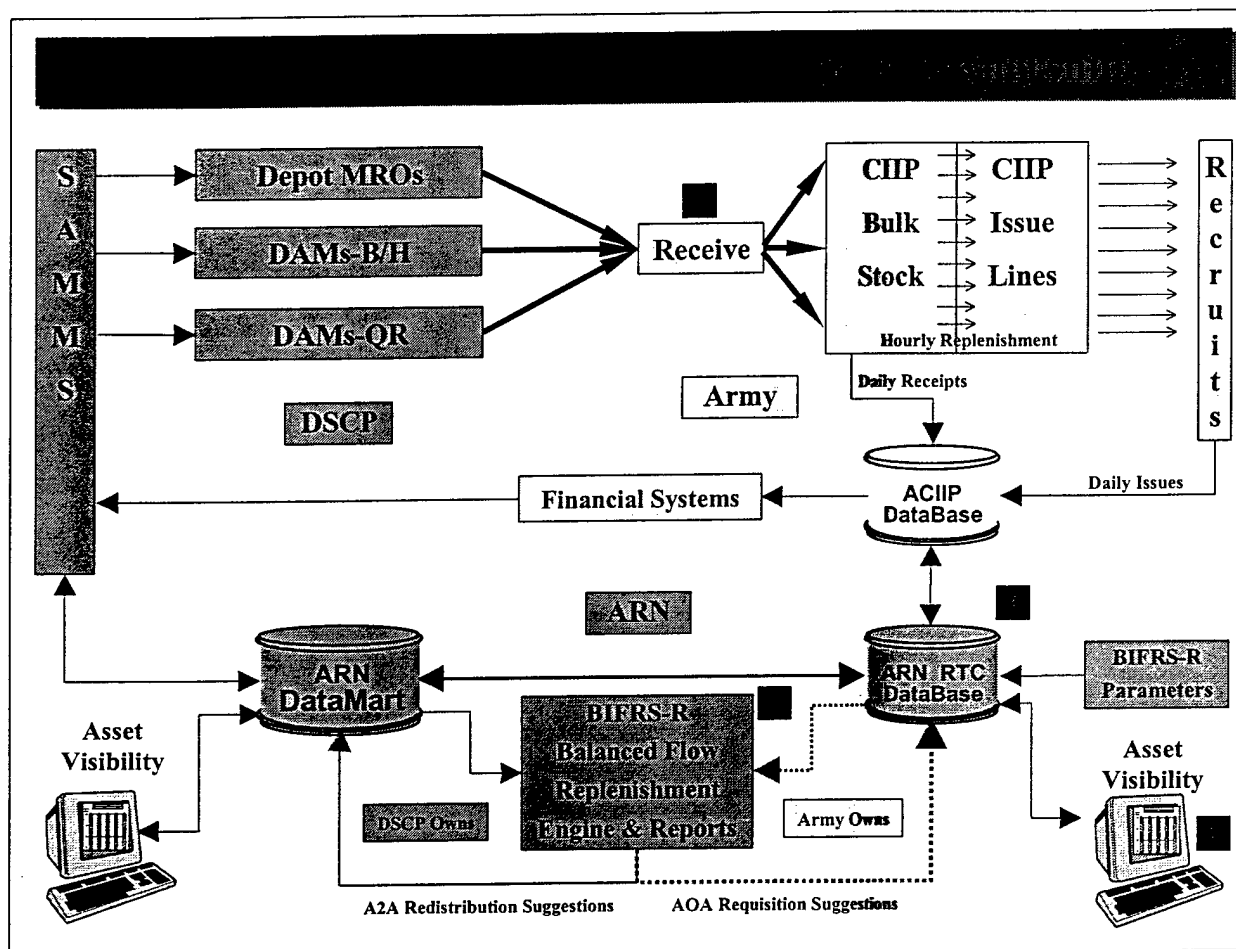 S
A
M
M
S
Depot MROs
DAMs-B/H
DAMs-QR
Receive
CIIP
Bulk
Stock
CIIP
Issue
Lines
Hourly Replenishment
R
e
c
r
u
i
t
s
Army
Daily Receipts
DSCP
Financial Systems
ACIIP
DataBase
Daily Issues
ARN
ARN
DataMart
ARN RTC
DataBase
BIFRS-R
Parameters
BIFRS-R
Balanced Flow
Replenishment
Engine & Reports
Asset
Visibility
Asset
Visibility
DSCP Owns
Army Owns
A2A Redistribution Suggestions
AOA Requisition Suggestions